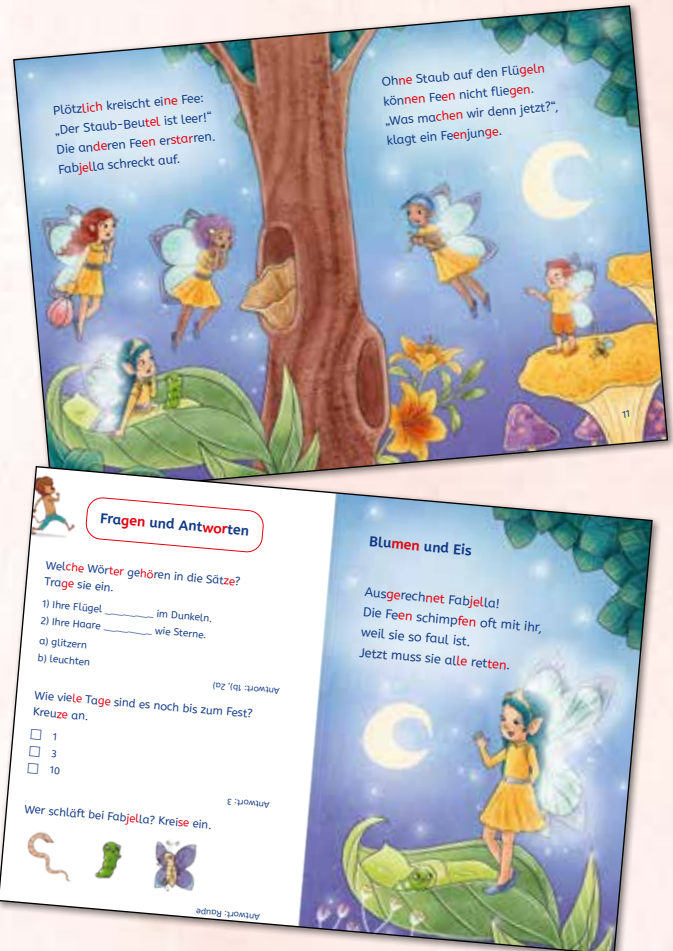 Plötzlich kreischt eine Fee:
„Der Staub-Beutel ist leer!“
Die anderen Feen erstarren.
Fabjella schreckt auf.
Ohne Staub auf den Flügeln
können Feen nicht fliegen.
„Was machen wir denn jetzt?“,
klagt ein Feenjunge.
11
Fragen und Antworten
Welche Wörter gehören in die Sätze?
Trage sie ein.
1) Ihre Flügel ________ im Dunkeln.
2) Ihre Haare ________ wie Sterne.
a) glitzern
b) leuchten
Antwort: 1b), 2a)
Wie viele Tage sind es noch bis zum Fest?
Kreuze an.
1
3
10
Antwort: 3
Wer schläft bei Fabjella? Kreise ein.
Antwort: Raupe
Blumen und Eis
Ausgerechnet Fabjella!
Die Feen schimpfen oft mit ihr,
weil sie so faul ist.
Jetzt muss sie alle retten.